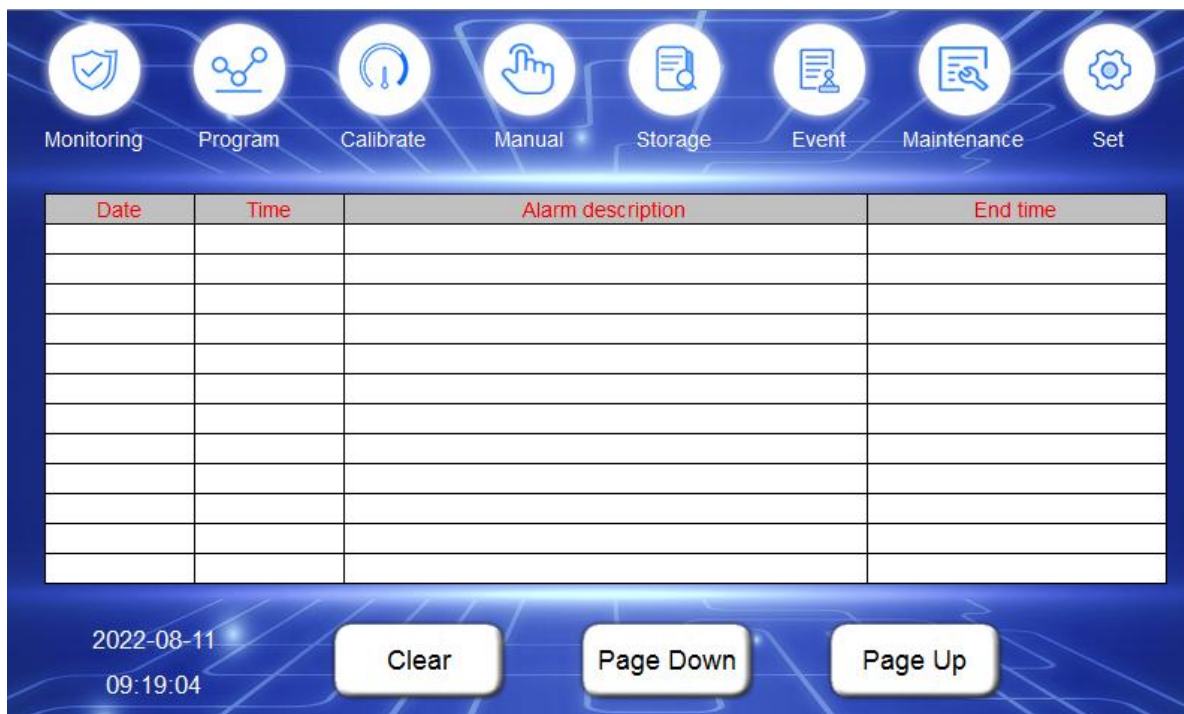 Monitoring Program Calibrate Manual Storage Event Maintenance Set
Date Time Alarm description End time
2022-08-11
09:19:04
Clear Page Down Page Up